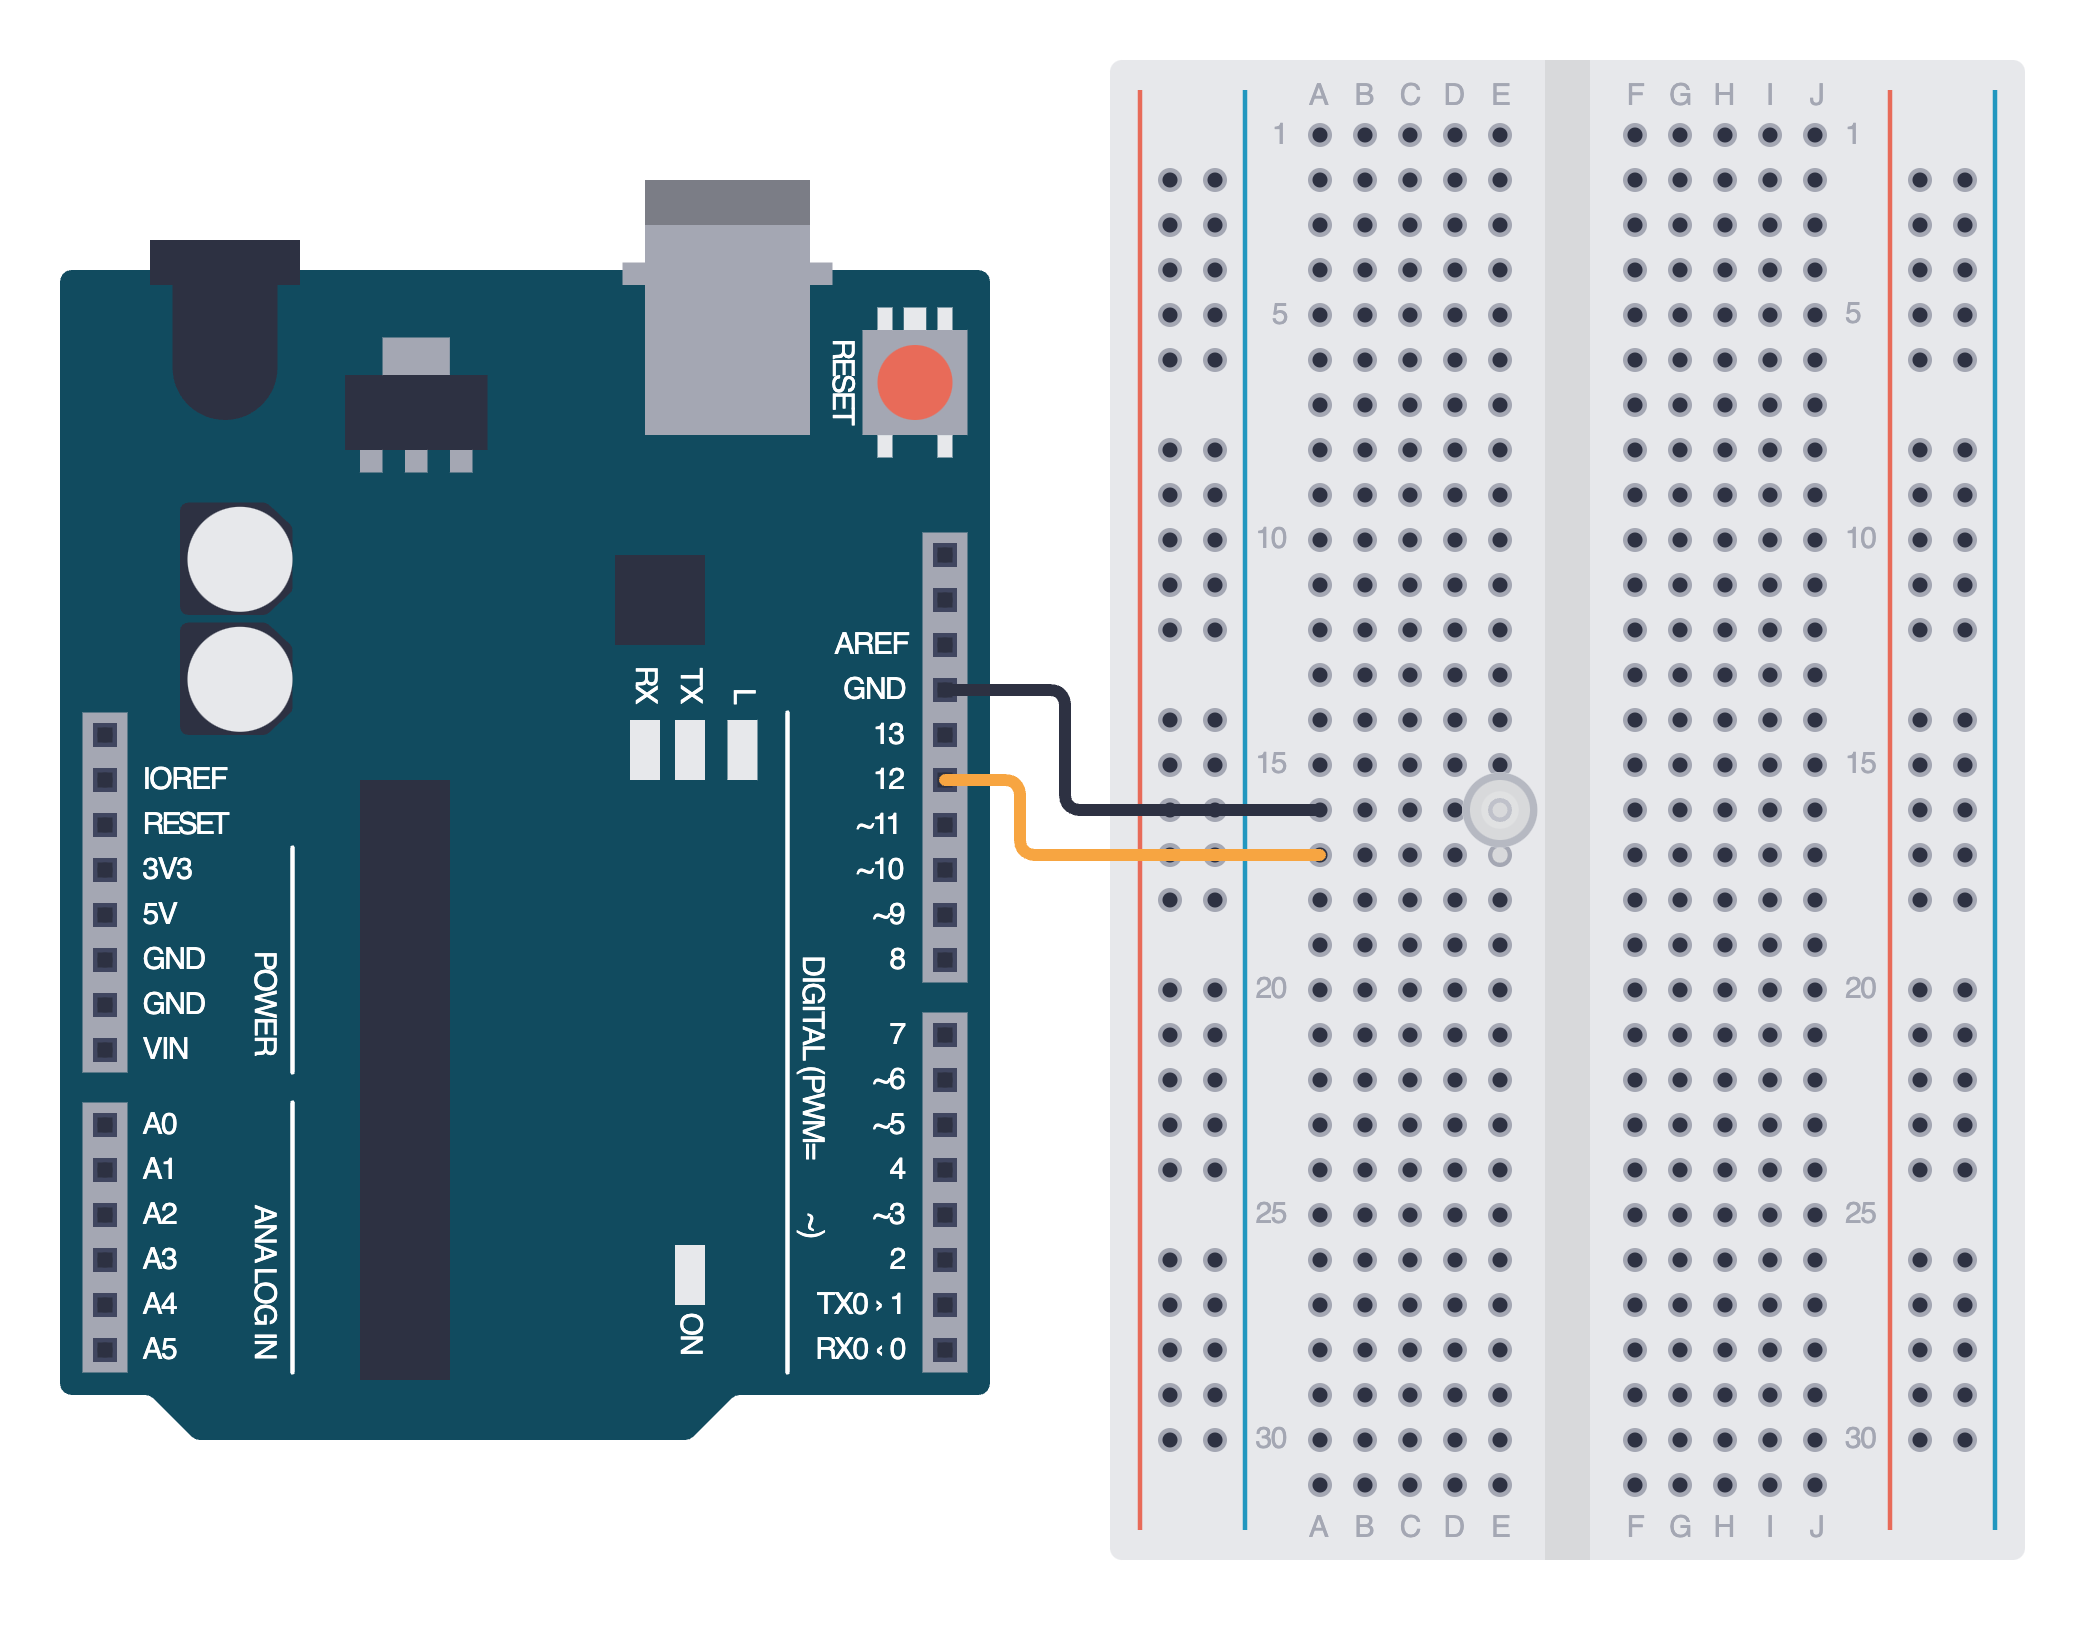 RESET
AREF
GND
13
12
~11
~10
~9
8
7
~6
~5
4
~3
2
TX0 › 1
RX0 ‹ 0
DIGITAL (PWM= ~)
RX
TX
L
ON
IOREF
RESET
3V3
5V
GND
GND
VIN
POWER
A0
A1
A2
A3
A4
A5
ANALOG IN
A B C D E F G H I J
1 1
5 5
10 10
15 15
20 20
25 25
30 30
A B C D E F G H I J